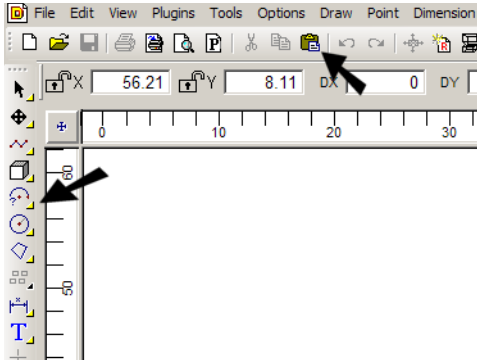 File Edit View Plugins Tools Options Draw Point Dimension
P R
X 56.21 Y 8.11 DX 0 DY
0 10 20 30
60
?
50
T